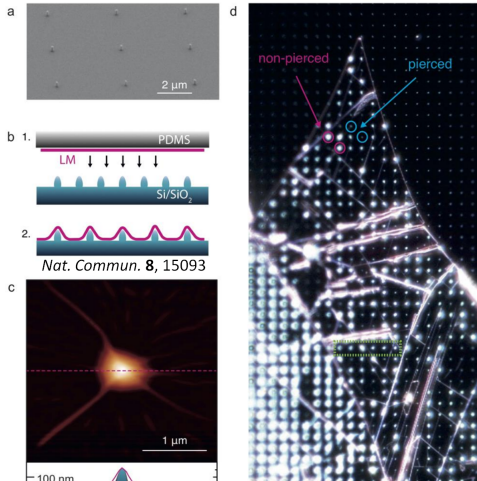 a
2 µm
b
1.
PDMS
LM
Si/SiO₂
2.
Nat. Commun. 8, 15093
c
1 µm
100 nm
d
non-pierced
pierced